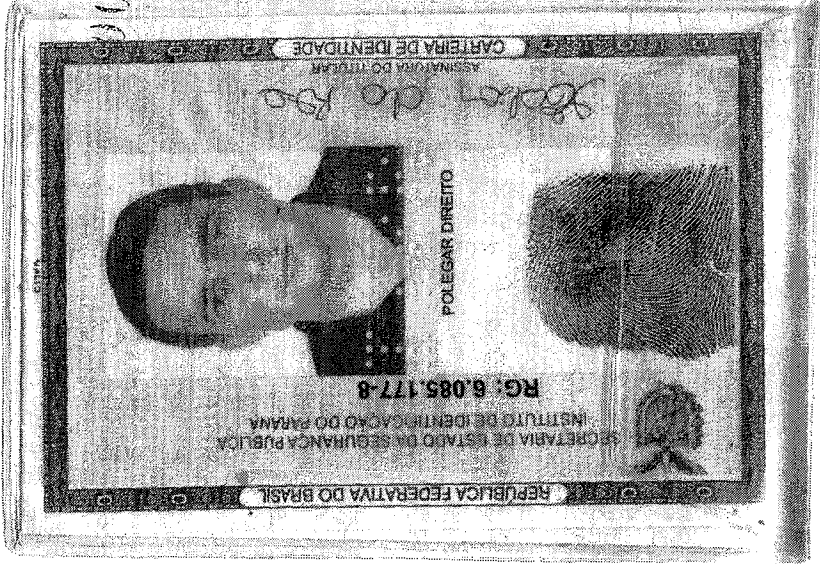 REPÚBLICA FEDERATIVA DO BRASIL
SECRETARIA DE ESTADO DA SEGURANÇA PÚBLICA
INSTITUTO DE IDENTIFICAÇÃO DO PARANÁ
RG: 6.085.177-8
POLEGAR DIREITO
ASSINATURA DO TITULAR
CARTEIRA DE IDENTIDADE